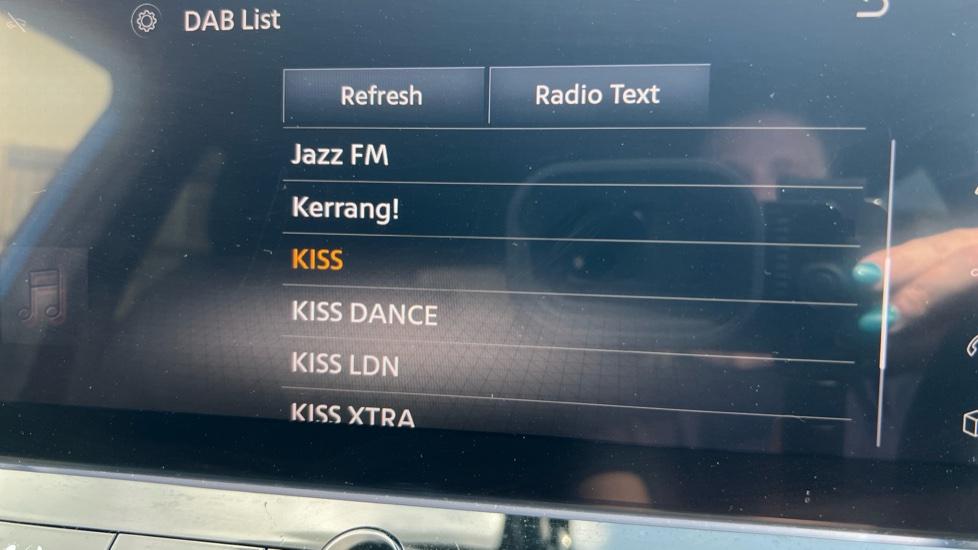 DAB List
Refresh
Radio Text
Jazz FM
Kerrang!
KISS
KISS DANCE
KISS LDN
KISS XTRA